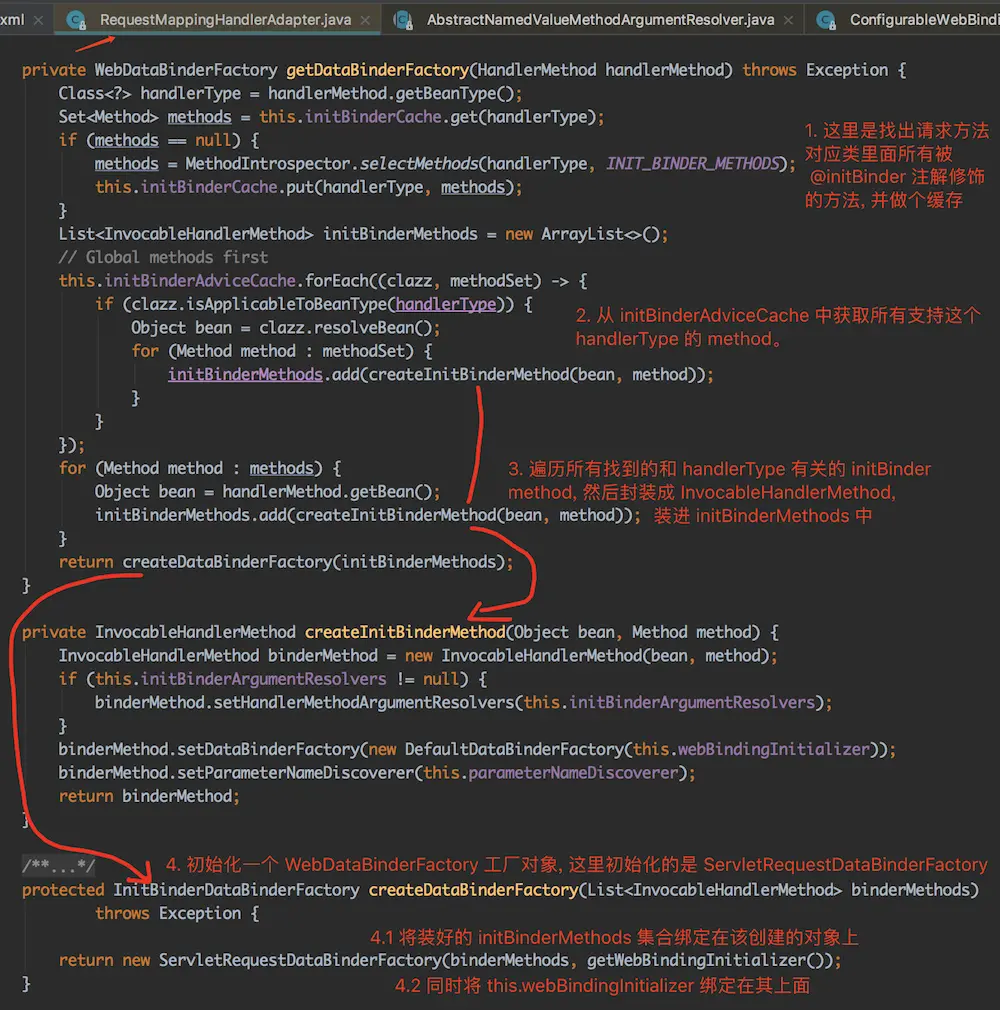 xml × RequestMappingHandlerAdapter.java × AbstractNamedValueMethodArgumentResolver.java × ConfigurableWebBindi
private WebDataBinderFactory getDataBinderFactory(HandlerMethod handlerMethod) throws Exception {
Class<?> handlerType = handlerMethod.getBeanType();
Set<Method> methods = this.initBinderCache.get(handlerType);
if (methods == null) {
methods = MethodIntrospector.selectMethods(handlerType, INIT_BINDER_METHODS);
this.initBinderCache.put(handlerType, methods);
}
1. 这里是找出请求方法
对应类里面所有被
@initBinder 注解修饰
的方法, 并做个缓存
List<InvocableHandlerMethod> initBinderMethods = new ArrayList<>();
// Global methods first
this.initBinderAdviceCache.forEach((clazz, methodSet) -> {
if (clazz.isApplicableToBeanType(handlerType)) {
Object bean = clazz.resolveBean();
for (Method method : methodSet) {
initBinderMethods.add(createInitBinderMethod(bean, method));
}
}
});
2. 从 initBinderAdviceCache 中获取所有支持这个
handlerType 的 method。
for (Method method : methods) {
Object bean = handlerMethod.getBean();
initBinderMethods.add(createInitBinderMethod(bean, method));
}
3. 遍历所有找到的和 handlerType 有关的 initBinder
method, 然后封装成 InvocableHandlerMethod,
装进 initBinderMethods 中
return createDataBinderFactory(initBinderMethods);
}
private InvocableHandlerMethod createInitBinderMethod(Object bean, Method method) {
InvocableHandlerMethod binderMethod = new InvocableHandlerMethod(bean, method);
if (this.initBinderArgumentResolvers != null) {
binderMethod.setHandlerMethodArgumentResolvers(this.initBinderArgumentResolvers);
}
binderMethod.setDataBinderFactory(new DefaultDataBinderFactory(this.webBindingInitializer));
binderMethod.setParameterNameDiscoverer(this.parameterNameDiscoverer);
return binderMethod;
}
/**...*/
4. 初始化一个 WebDataBinderFactory 工厂对象, 这里初始化的是 ServletRequestDataBinderFactory
protected InitBinderDataBinderFactory createDataBinderFactory(List<InvocableHandlerMethod> binderMethods)
throws Exception {
4.1 将装好的 initBinderMethods 集合绑定在该创建的对象上
return new ServletRequestDataBinderFactory(binderMethods, getWebBindingInitializer());
4.2 同时将 this.webBindingInitializer 绑定在其上面
}